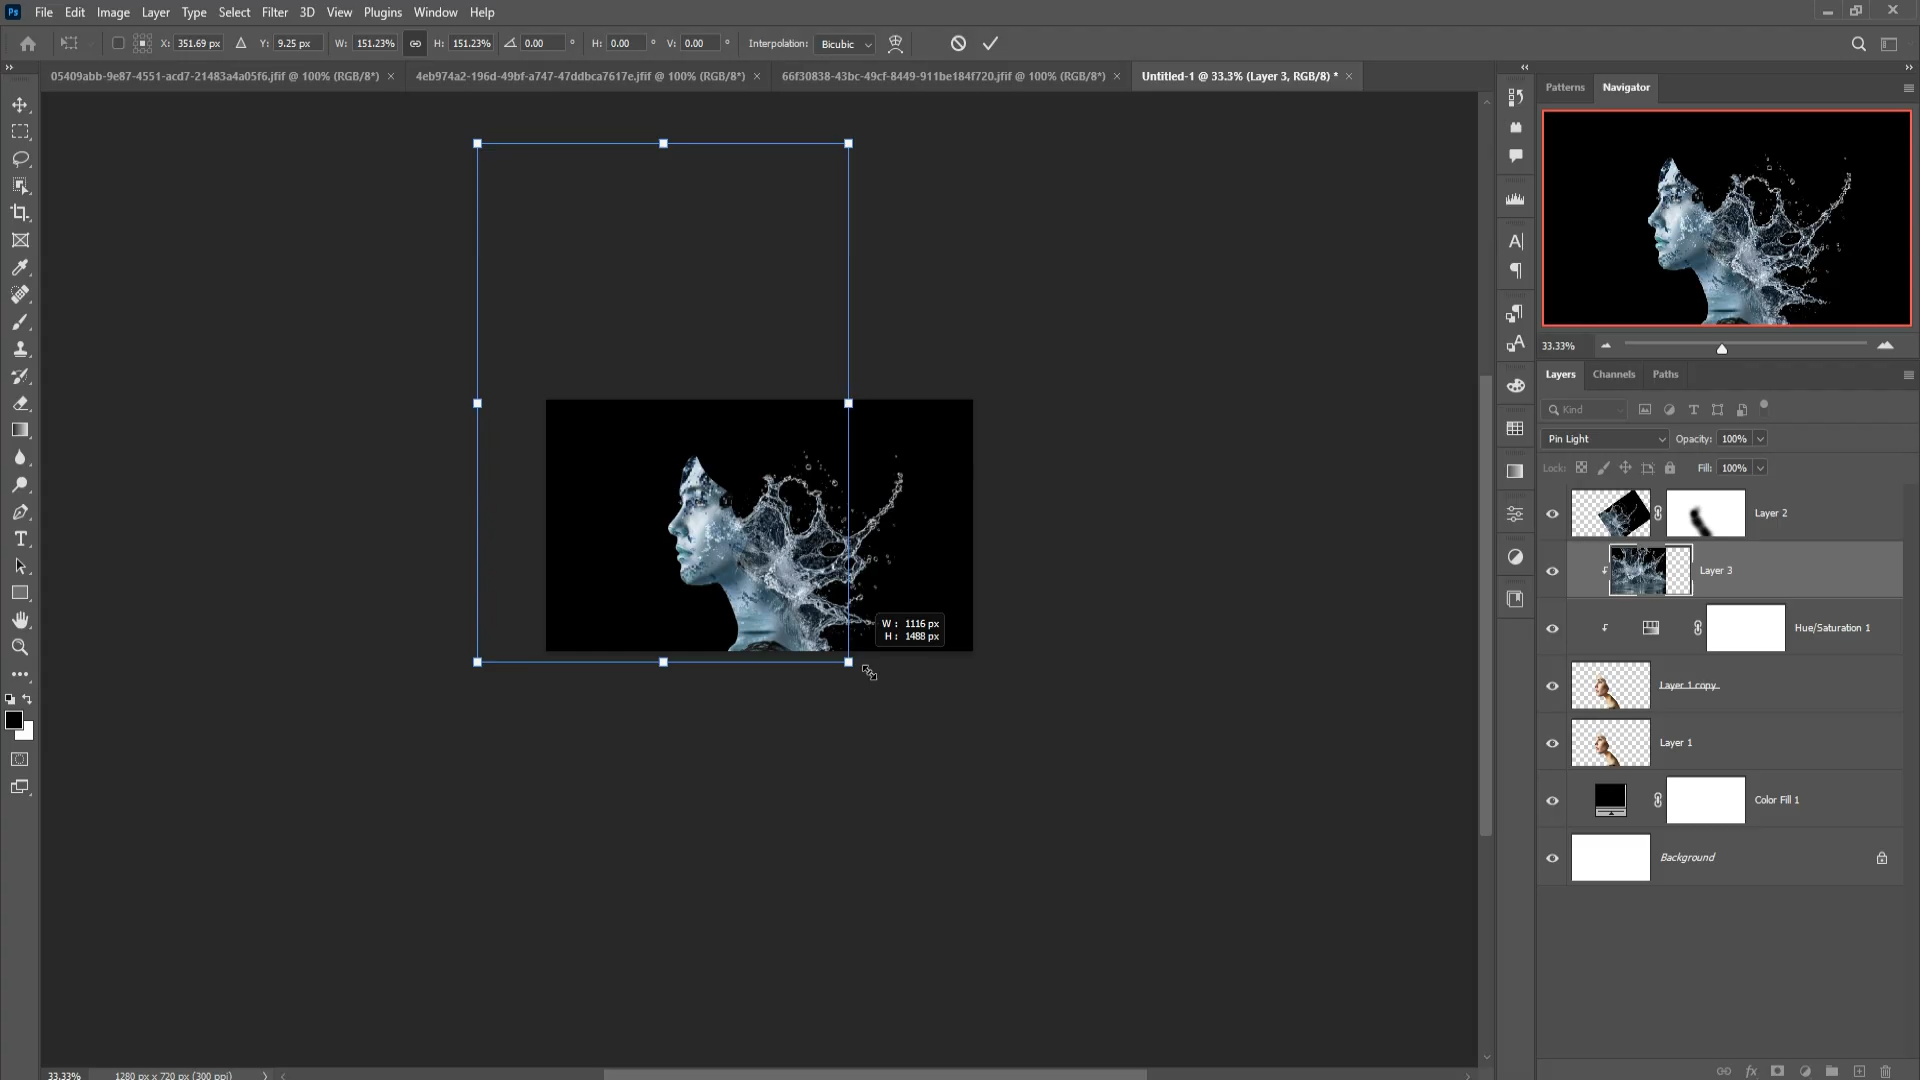 Ps File Edit Image Layer Type Select Filter 3D View Plugins Window Help
X: 351.69 px Y: 9.25 px W: 151.23% H: 151.23% 0.00 ° H: 0.00 ° V: 0.00 ° Interpolation: Bicubic
05409abb-9e87-4551-acd7-21483a4a05f6.jfif @ 100% (RGB/8*) × 4eb974a2-196d-49bf-a747-47ddbca7617e.jfif @ 100% (RGB/8*) × 66f30838-43bc-49cf-8449-911be184f720.jfif @ 100% (RGB/8*) × Untitled-1 @ 33.3% (Layer 3, RGB/8) * ×
Patterns Navigator
33.33%
Layers Channels Paths
Kind
Pin Light Opacity: 100%
Lock: Fill: 100%
Layer 2
Layer 3
Hue/Saturation 1
Layer 1 copy
Layer 1
Color Fill 1
Background
W : 1116 px
H : 1488 px
33.33% 1280 px x 720 px (300 ppi)